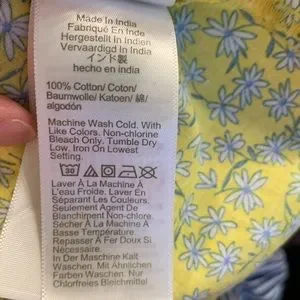 Made In India
Fabriqué En Inde
Hergestellt In Indien
Vervaardigd In India
インド製
hecho en india
100% Cotton/ Coton/
Baumwolle/ Katoen/ 綿/
algodón
Machine Wash Cold. With
Like Colors. Non-chlorine
Bleach Only. Tumble Dry
Low. Iron On Lowest
Setting.
30
Laver À La Machine À
L'eau Froide. Laver En
Séparant Les Couleurs.
Seulement Agent De
Blanchirpent Non-Chloré.
Sécher À La Machine À
Basse Température.
Repasser À Fer Doux Si
Nécessaire.
In Der Maschine Kalt
Waschen. Mit Ähnlichen
Farben Waschen. Nur
Chlorfreies Bleichmittel